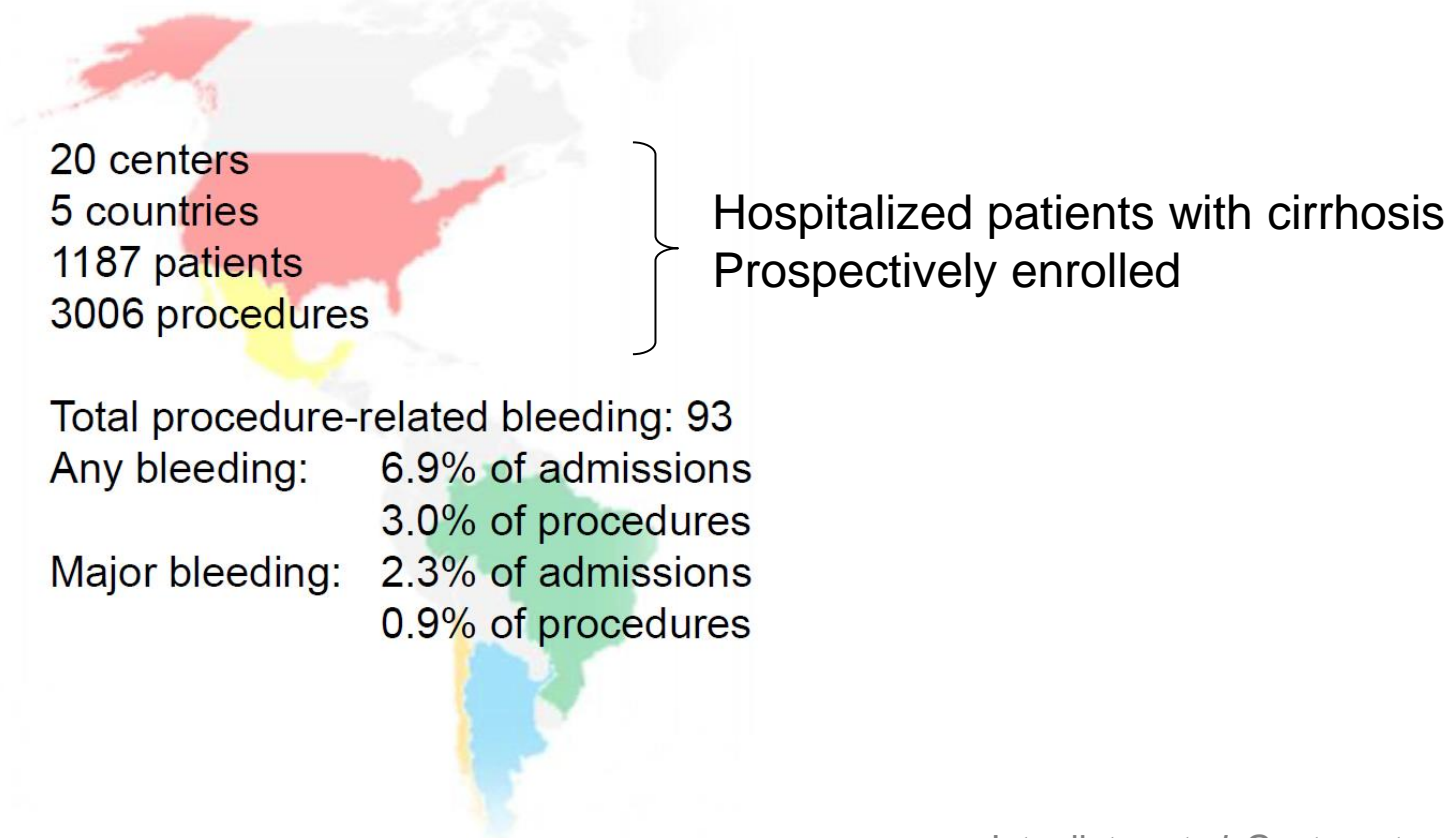 20 centers
5 countries
1187 patients
3006 procedures
Hospitalized patients with cirrhosis
Prospectively enrolled
Total procedure-related bleeding: 93
Any bleeding: 6.9% of admissions
3.0% of procedures
Major bleeding: 2.3% of admissions
0.9% of procedures